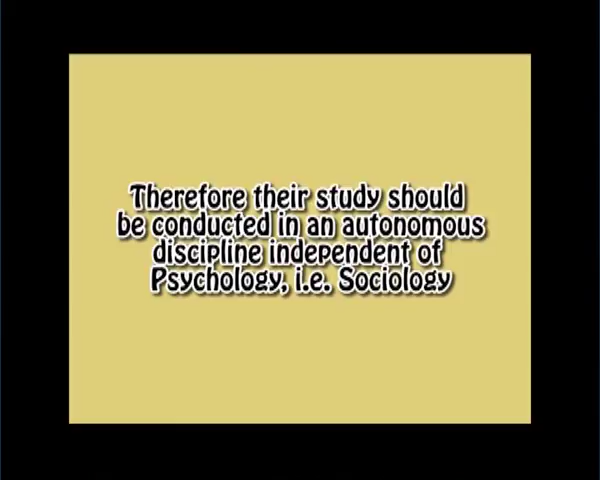 Therefore their study should
be conducted in an autonomous
discipline independent of
Psychology, i.e. Sociology